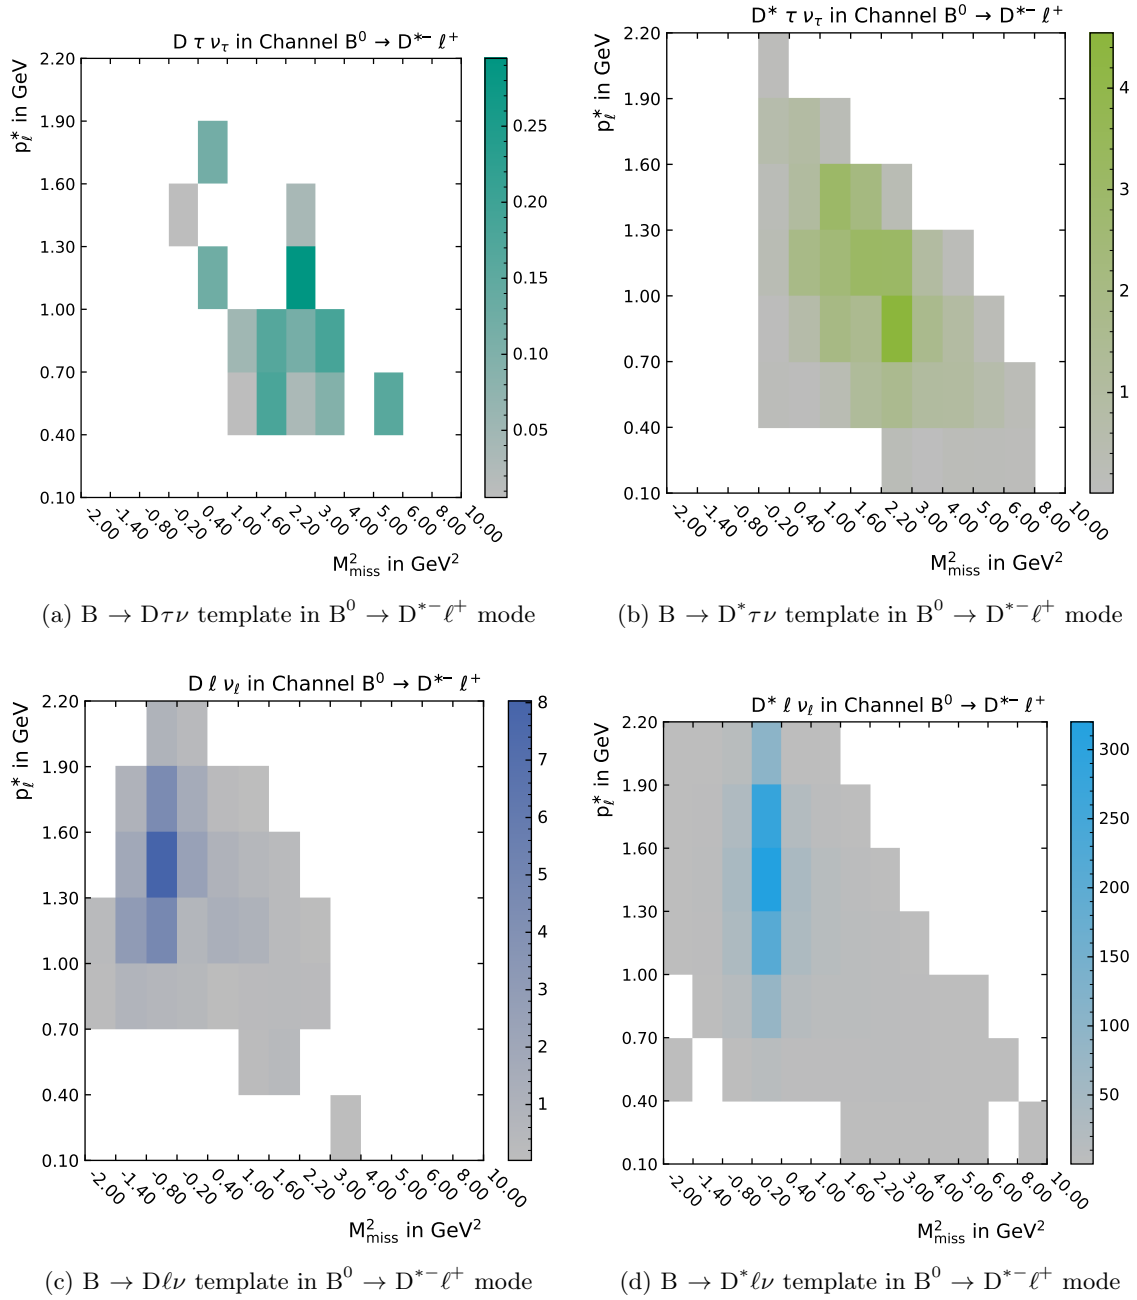 D τ ν_τ in Channel B⁰ → D*⁻ ℓ⁺
p*_ℓ in GeV
2.20
1.90
1.60
1.30
1.00
0.70
0.40
0.10
-2.00 -1.40 -0.80 -0.20 0.40 1.00 1.60 2.20 3.00 4.00 5.00 6.00 8.00 10.00
M²_miss in GeV²
0.25
0.20
0.15
0.10
0.05
(a) B → Dτν template in B⁰ → D*⁻ℓ⁺ mode
D* τ ν_τ in Channel B⁰ → D*⁻ ℓ⁺
p*_ℓ in GeV
2.20
1.90
1.60
1.30
1.00
0.70
0.40
0.10
-2.00 -1.40 -0.80 -0.20 0.40 1.00 1.60 2.20 3.00 4.00 5.00 6.00 8.00 10.00
M²_miss in GeV²
4
3
2
1
(b) B → D*τν template in B⁰ → D*⁻ℓ⁺ mode
D ℓ ν_ℓ in Channel B⁰ → D*⁻ ℓ⁺
p*_ℓ in GeV
2.20
1.90
1.60
1.30
1.00
0.70
0.40
0.10
-2.00 -1.40 -0.80 -0.20 0.40 1.00 1.60 2.20 3.00 4.00 5.00 6.00 8.00 10.00
M²_miss in GeV²
8
7
6
5
4
3
2
1
(c) B → Dℓν template in B⁰ → D*⁻ℓ⁺ mode
D* ℓ ν_ℓ in Channel B⁰ → D*⁻ ℓ⁺
p*_ℓ in GeV
2.20
1.90
1.60
1.30
1.00
0.70
0.40
0.10
-2.00 -1.40 -0.80 -0.20 0.40 1.00 1.60 2.20 3.00 4.00 5.00 6.00 8.00 10.00
M²_miss in GeV²
300
250
200
150
100
50
(d) B → D*ℓν template in B⁰ → D*⁻ℓ⁺ mode